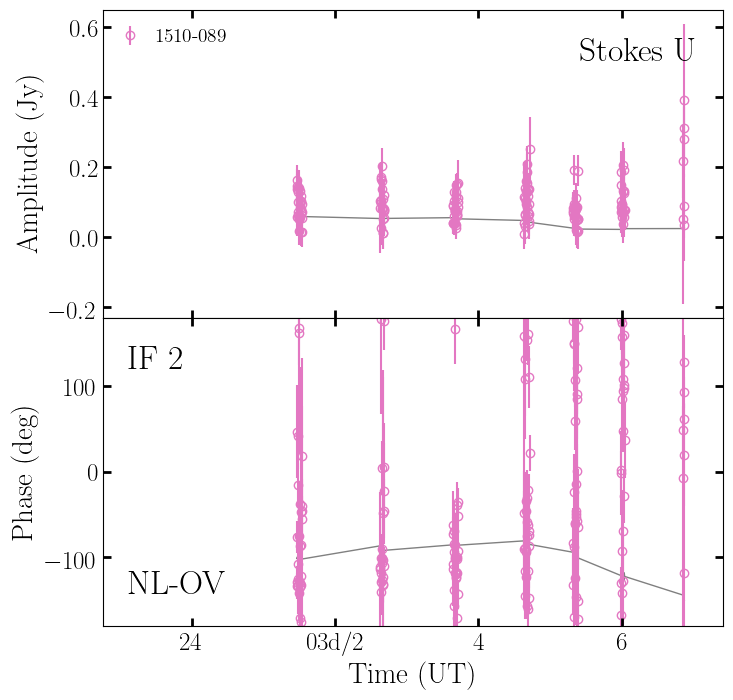 0.6
1510-089
Stokes U
0.4
0.2
0.0
−0.2
Amplitude (Jy)
IF 2
100
0
−100
Phase (deg)
NL-OV
24
03d/2
4
6
Time (UT)